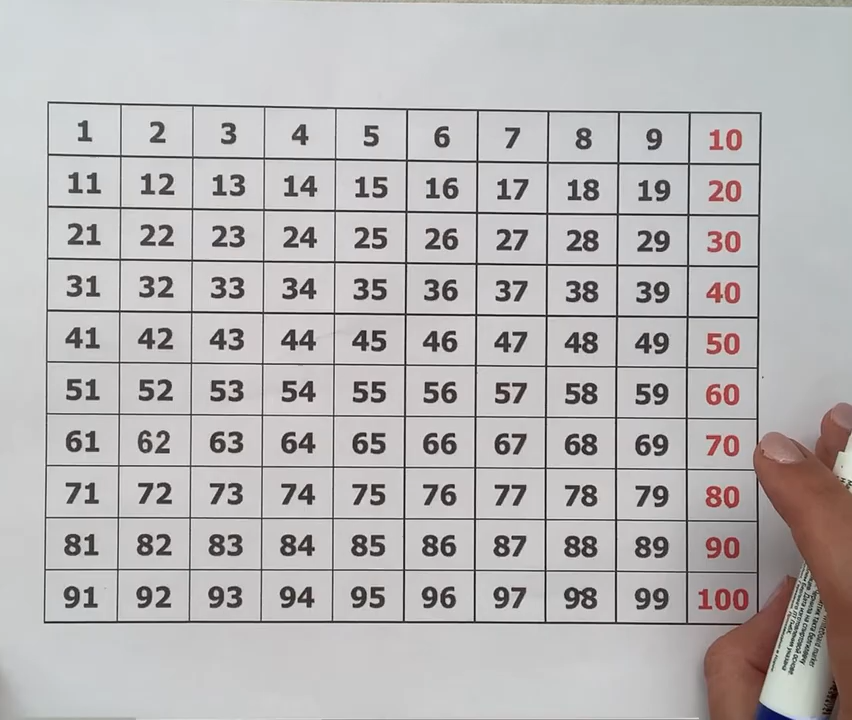 1 2 3 4 5 6 7 8 9 10
11 12 13 14 15 16 17 18 19 20
21 22 23 24 25 26 27 28 29 30
31 32 33 34 35 36 37 38 39 40
41 42 43 44 45 46 47 48 49 50
51 52 53 54 55 56 57 58 59 60
61 62 63 64 65 66 67 68 69 70
71 72 73 74 75 76 77 78 79 80
81 82 83 84 85 86 87 88 89 90
91 92 93 94 95 96 97 98 99 100